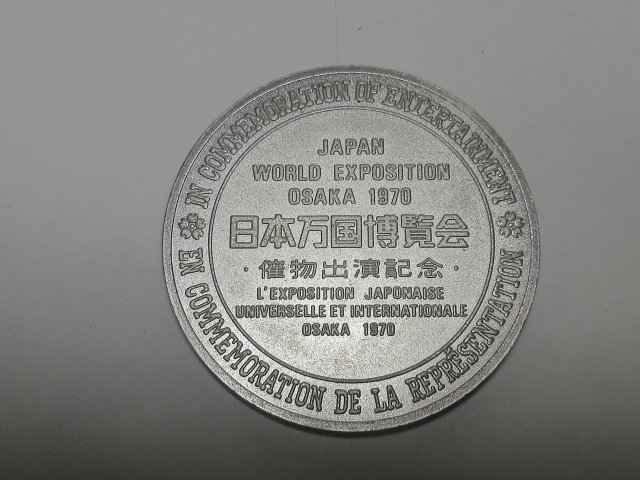 IN COMMEMORATION OF ENTERTAINMENT
JAPAN
WORLD EXPOSITION
OSAKA 1970
日本万国博覧会
・催物出演記念・
L'EXPOSITION JAPONAISE
UNIVERSELLE ET INTERNATIONALE
OSAKA 1970
EN COMMEMORATION DE LA REPRÉSENTATION